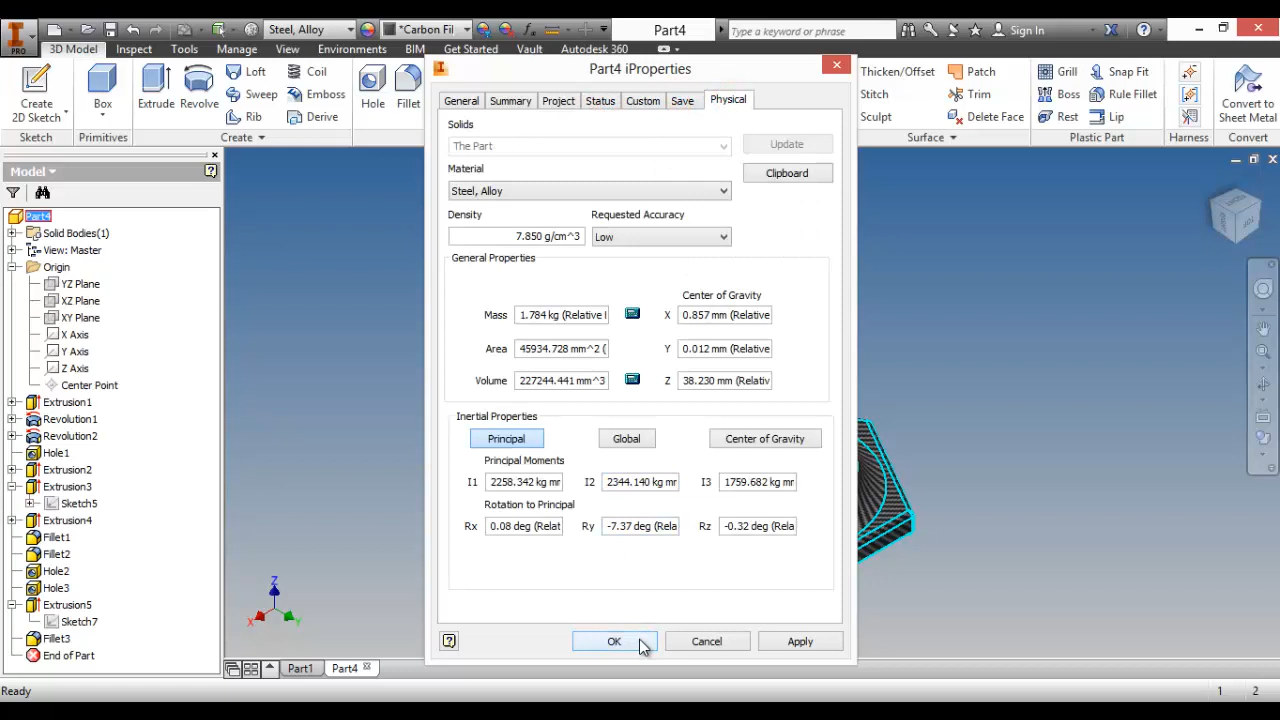 PRO
Steel, Alloy
*Carbon Fil
Part4
Type a keyword or phrase
Sign In
3D Model
Inspect
Tools
Manage
View
Environments
BIM
Get Started
Vault
Autodesk 360
Create
2D Sketch
Box
Extrude
Revolve
Loft
Sweep
Rib
Coil
Emboss
Derive
Hole
Fillet
Thickness/Offset
Stitch
Sculpt
Patch
Trim
Delete Face
Grill
Boss
Rest
Snap Fit
Rule Fillet
Lip
Convert to
Sheet Metal
Sketch
Primitives
Create
Surface
Plastic Part
Harness
Convert
Model
Part4
Solid Bodies(1)
View: Master
Origin
YZ Plane
XZ Plane
XY Plane
X Axis
Y Axis
Z Axis
Center Point
Extrusion1
Revolution1
Revolution2
Hole1
Extrusion2
Extrusion3
Sketch5
Extrusion4
Fillet1
Fillet2
Hole2
Hole3
Extrusion5
Sketch7
Fillet3
End of Part
Part4 iProperties
General
Summary
Project
Status
Custom
Save
Physical
Solids
The Part
Update
Material
Clipboard
Steel, Alloy
Density
Requested Accuracy
7.850 g/cm^3
Low
General Properties
Center of Gravity
Mass 1.784 kg (Relative
X 0.857 mm (Relative
Area 45934.728 mm^2 (
Y 0.012 mm (Relative
Volume 227244.441 mm^3
Z 38.230 mm (Relativ
Inertial Properties
Principal
Global
Center of Gravity
Principal Moments
I1 2258.342 kg mr
I2 2344.140 kg mr
I3 1759.682 kg mr
Rotation to Principal
Rx 0.08 deg (Relat
Ry -7.37 deg (Rela
Rz -0.32 deg (Rela
OK
Cancel
Apply
Z
X
Y
Part1
Part4
Ready
1
2